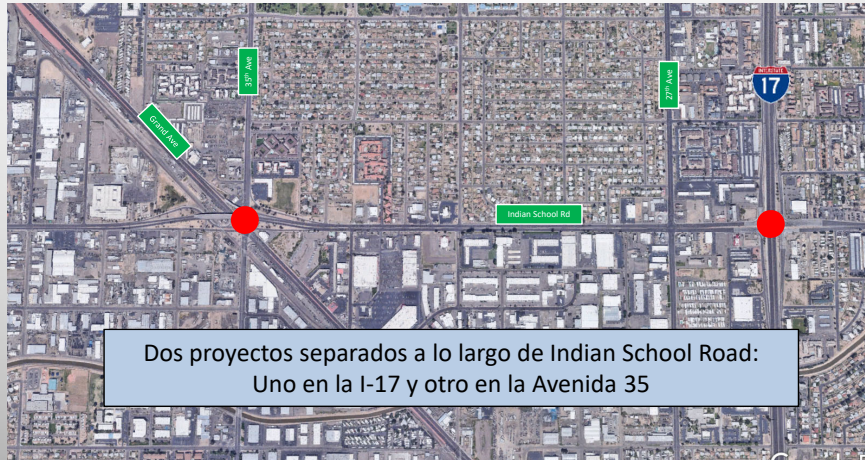 35th Ave
27th Ave
INTERSTATE
17
Grand Ave
Indian School Rd
Dos proyectos separados a lo largo de Indian School Road:
Uno en la I-17 y otro en la Avenida 35